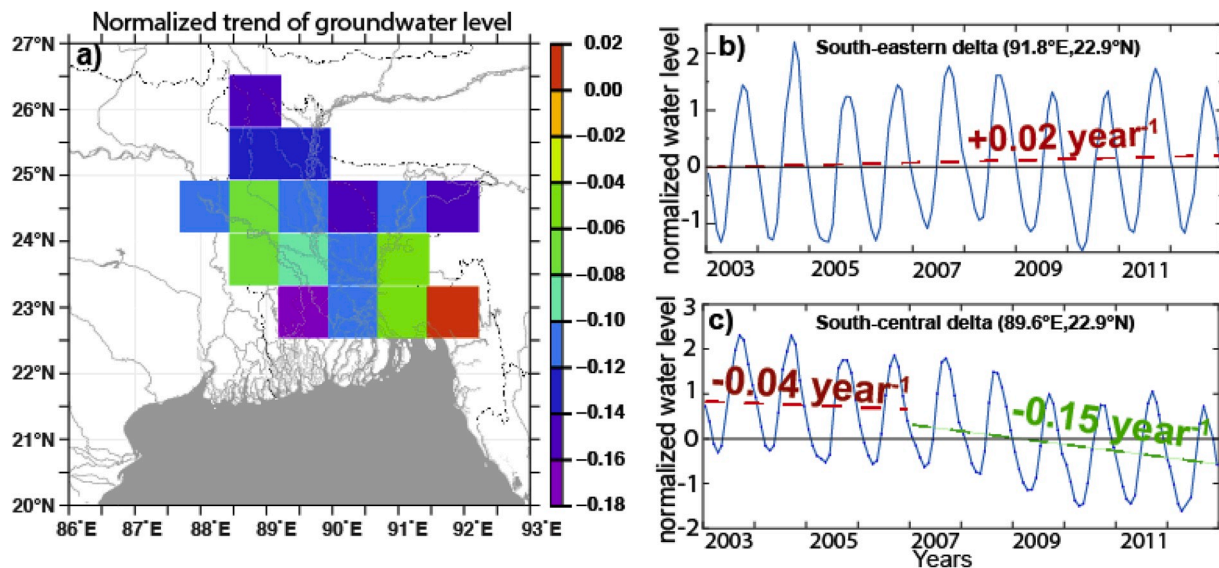 Normalized trend of groundwater level
a)
27°N
26°N
25°N
24°N
23°N
22°N
21°N
20°N
86°E 87°E 88°E 89°E 90°E 91°E 92°E 93°E
0.02
0.00
−0.02
−0.04
−0.06
−0.08
−0.10
−0.12
−0.14
−0.16
−0.18
b)
South-eastern delta (91.8°E,22.9°N)
normalized water level
2
1
0
-1
+0.02 year-1
2003 2005 2007 2009 2011
c)
South-central delta (89.6°E,22.9°N)
normalized water level
3
2
1
0
-1
-2
-0.04 year-1
-0.15 year-1
2003 2005 2007 2009 2011
Years